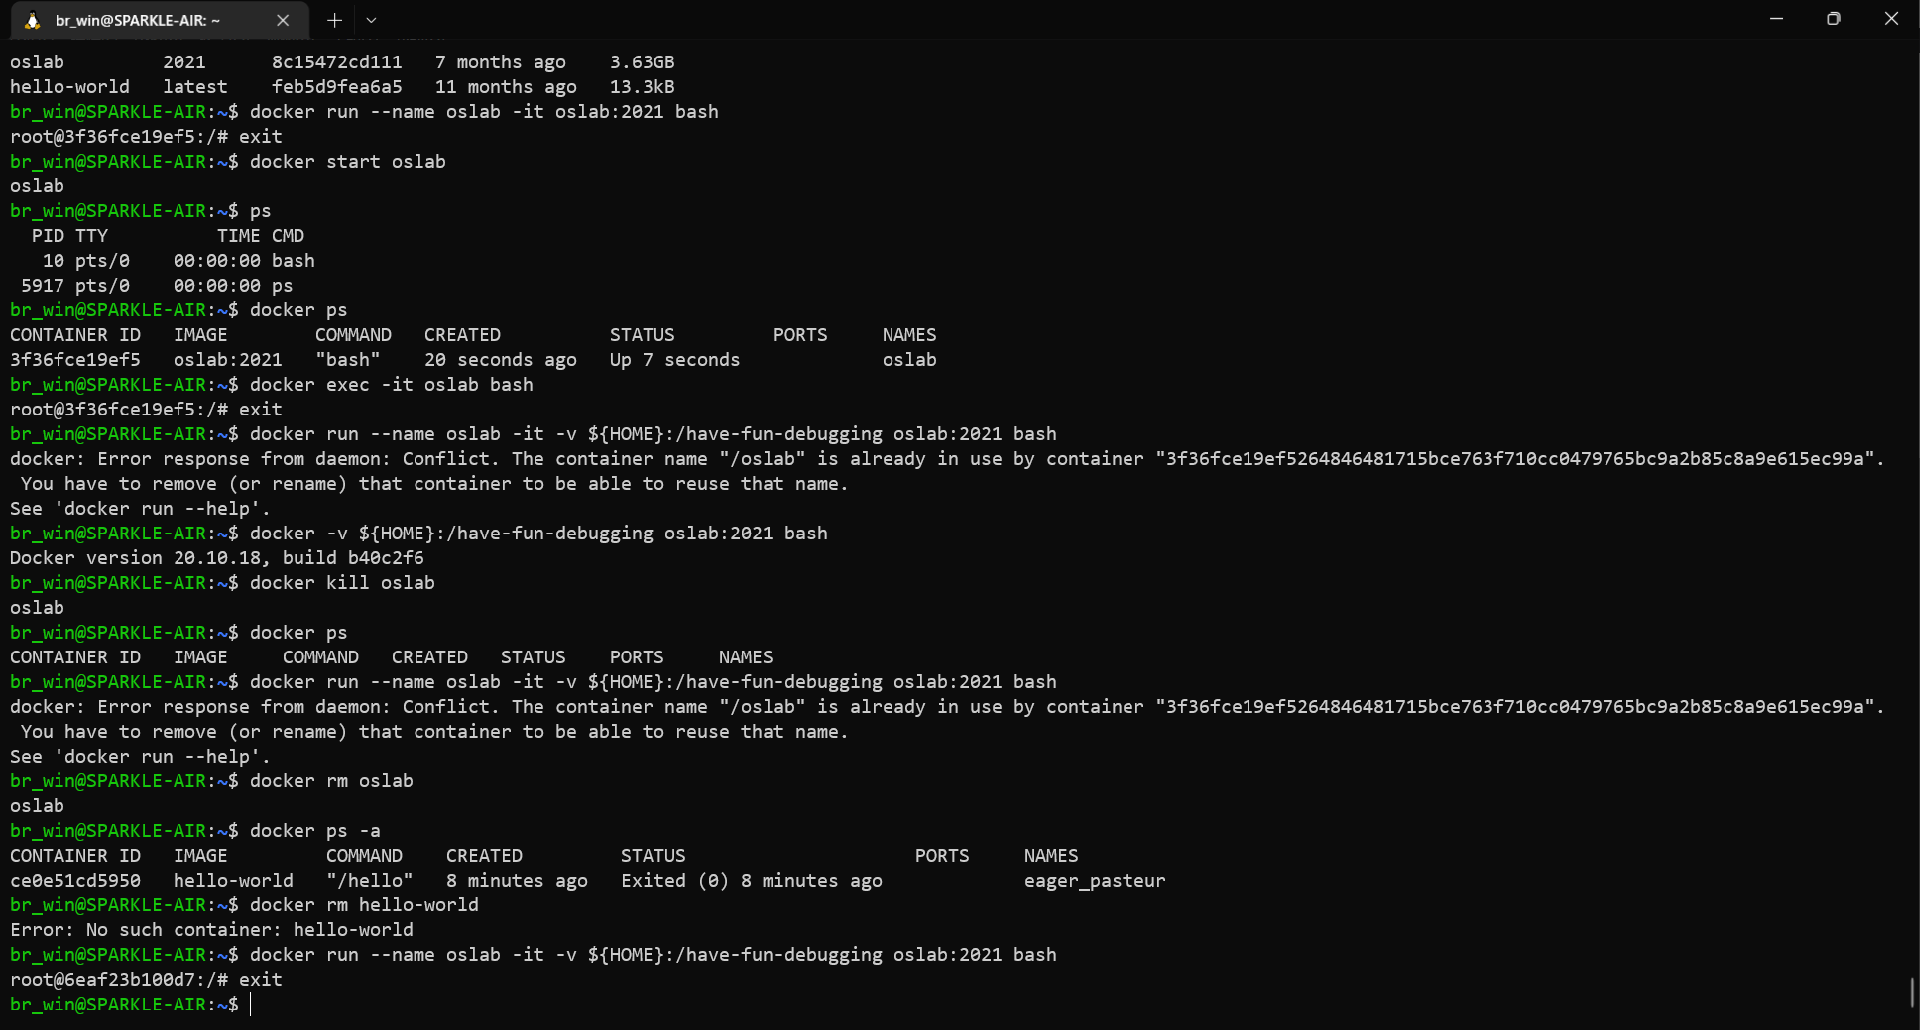 br_win@SPARKLE-AIR: ~
oslab         2021      8c15472cd111   7 months ago    3.63GB
hello-world   latest    feb5d9fea6a5   11 months ago   13.3kB
br_win@SPARKLE-AIR:~$ docker run --name oslab -it oslab:2021 bash
root@3f36fce19ef5:/# exit
br_win@SPARKLE-AIR:~$ docker start oslab
oslab
br_win@SPARKLE-AIR:~$ ps
  PID TTY          TIME CMD
   10 pts/0    00:00:00 bash
 5917 pts/0    00:00:00 ps
br_win@SPARKLE-AIR:~$ docker ps
CONTAINER ID   IMAGE        COMMAND   CREATED          STATUS         PORTS     NAMES
3f36fce19ef5   oslab:2021   "bash"    20 seconds ago   Up 7 seconds             oslab
br_win@SPARKLE-AIR:~$ docker exec -it oslab bash
root@3f36fce19ef5:/# exit
br_win@SPARKLE-AIR:~$ docker run --name oslab -it -v ${HOME}:/have-fun-debugging oslab:2021 bash
docker: Error response from daemon: Conflict. The container name "/oslab" is already in use by container "3f36fce19ef5264846481715bce763f710cc0479765bc9a2b85c8a9e615ec99a".
 You have to remove (or rename) that container to be able to reuse that name.
See 'docker run --help'.
br_win@SPARKLE-AIR:~$ docker -v ${HOME}:/have-fun-debugging oslab:2021 bash
Docker version 20.10.18, build b40c2f6
br_win@SPARKLE-AIR:~$ docker kill oslab
oslab
br_win@SPARKLE-AIR:~$ docker ps
CONTAINER ID   IMAGE     COMMAND   CREATED   STATUS    PORTS     NAMES
br_win@SPARKLE-AIR:~$ docker run --name oslab -it -v ${HOME}:/have-fun-debugging oslab:2021 bash
docker: Error response from daemon: Conflict. The container name "/oslab" is already in use by container "3f36fce19ef5264846481715bce763f710cc0479765bc9a2b85c8a9e615ec99a".
 You have to remove (or rename) that container to be able to reuse that name.
See 'docker run --help'.
br_win@SPARKLE-AIR:~$ docker rm oslab
oslab
br_win@SPARKLE-AIR:~$ docker ps -a
CONTAINER ID   IMAGE         COMMAND    CREATED         STATUS                     PORTS     NAMES
ce0e51cd5950   hello-world   "/hello"   8 minutes ago   Exited (0) 8 minutes ago             eager_pasteur
br_win@SPARKLE-AIR:~$ docker rm hello-world
Error: No such container: hello-world
br_win@SPARKLE-AIR:~$ docker run --name oslab -it -v ${HOME}:/have-fun-debugging oslab:2021 bash
root@6eaf23b100d7:/# exit
br_win@SPARKLE-AIR:~$